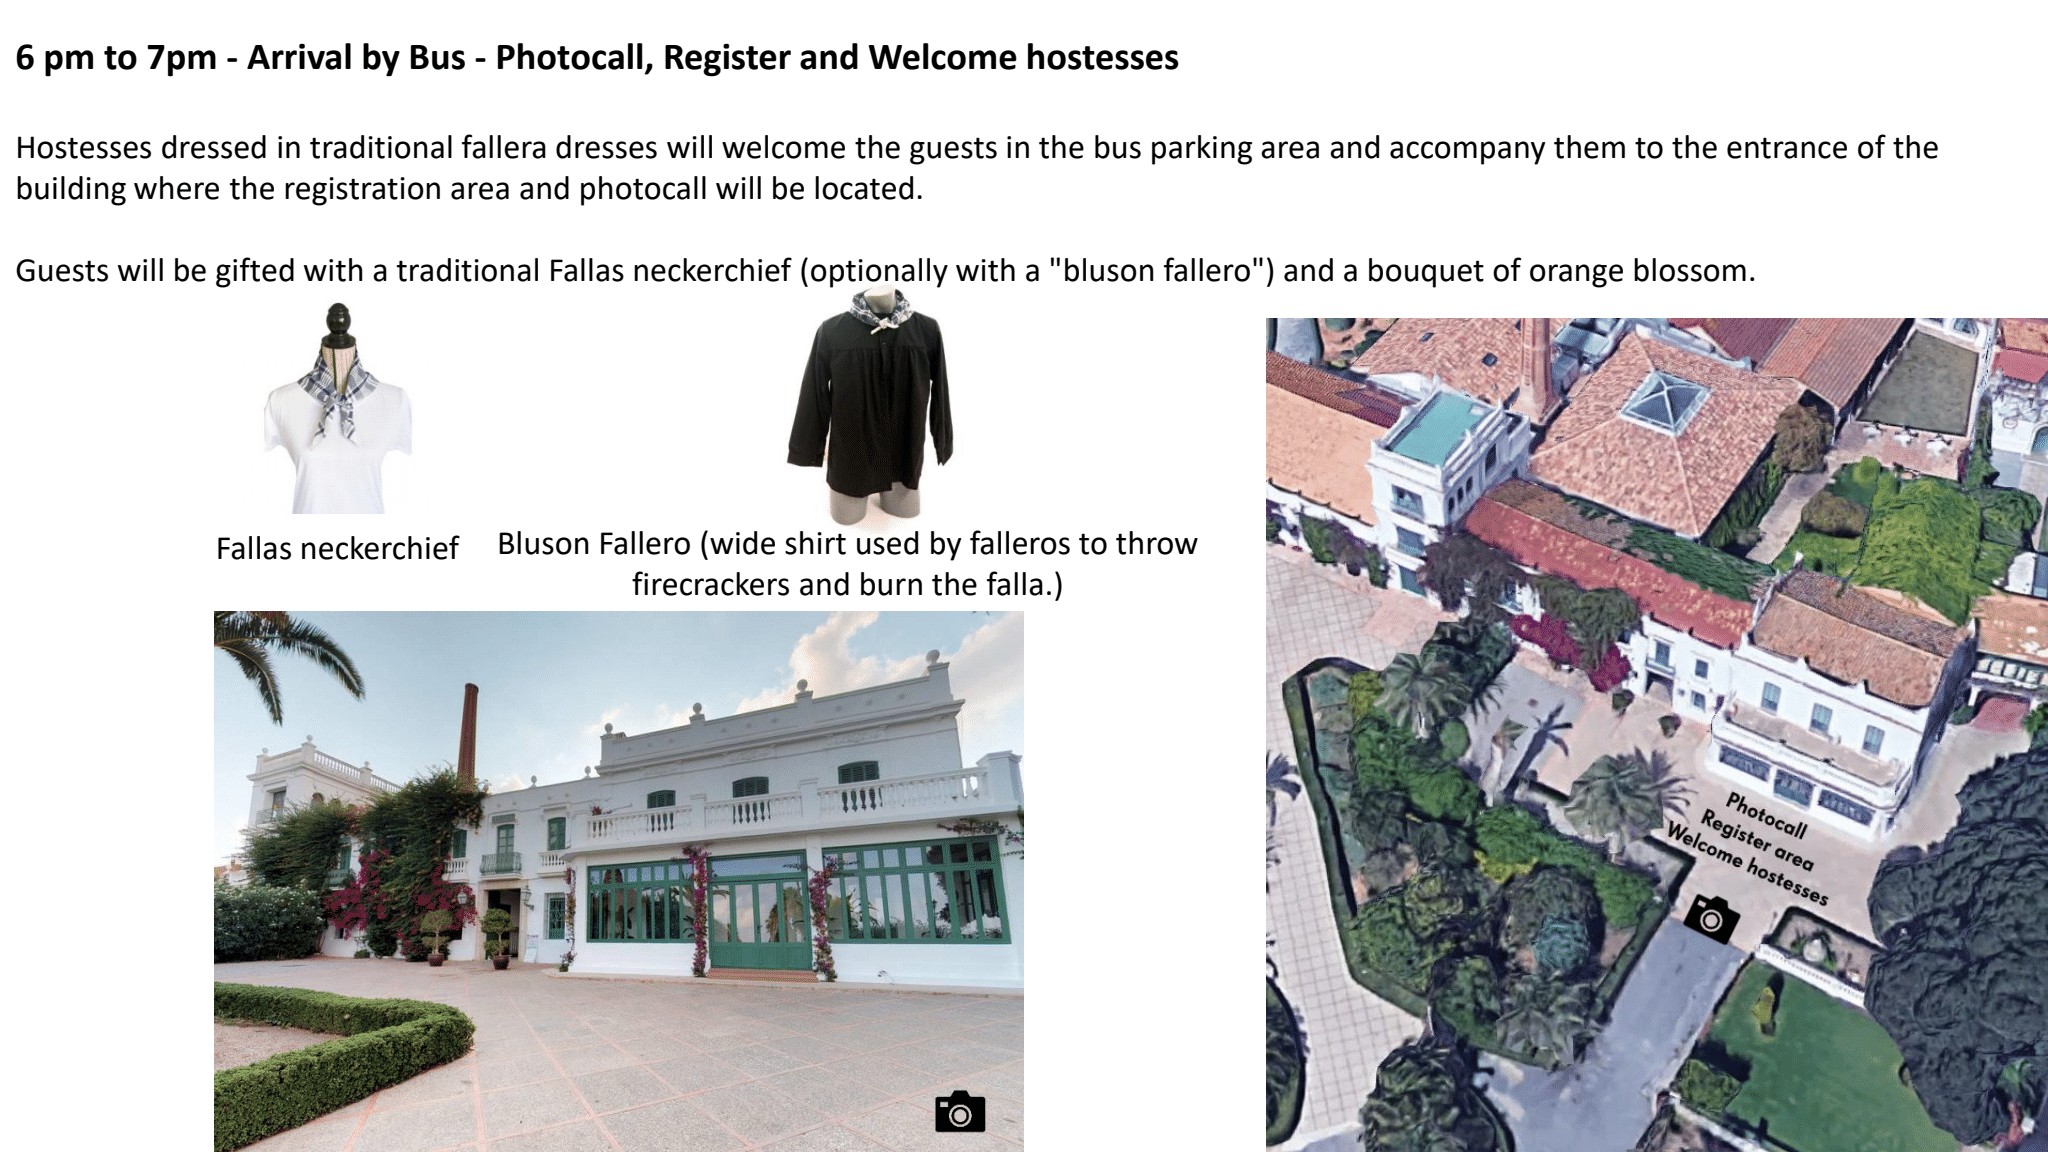 6 pm to 7pm - Arrival by Bus - Photocall, Register and Welcome hostesses
Hostesses dressed in traditional fallera dresses will welcome the guests in the bus parking area and accompany them to the entrance of the
building where the registration area and photocall will be located.
Guests will be gifted with a traditional Fallas neckerchief (optionally with a "bluson fallero") and a bouquet of orange blossom.
Fallas neckerchief
Bluson Fallero (wide shirt used by falleros to throw
firecrackers and burn the falla.)
Photocall
Register area
Welcome hostesses